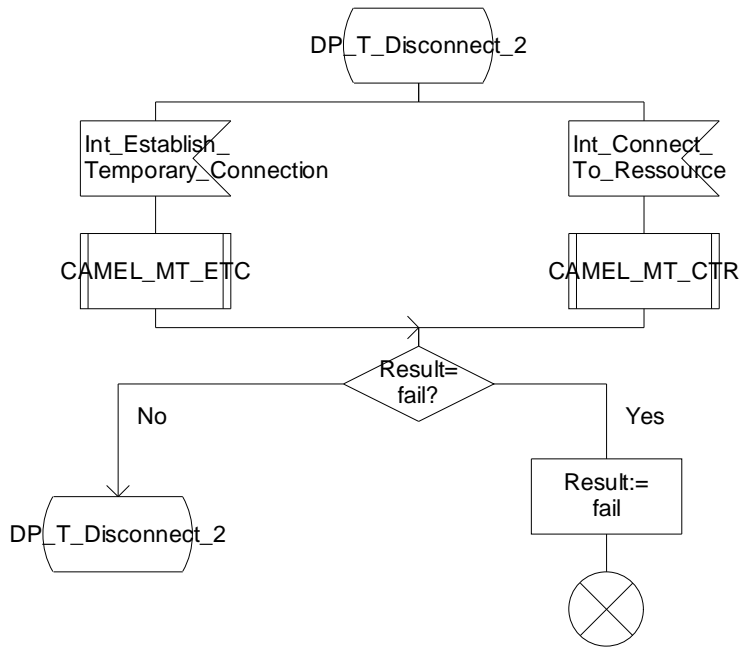 DP_T_Disconnect_2
Int_Establish_
Temporary_Connection
Int_Connect_
To_Ressource
CAMEL_MT_ETC
CAMEL_MT_CTR
Result=
fail?
No
Yes
Result:=
fail
DP_T_Disconnect_2